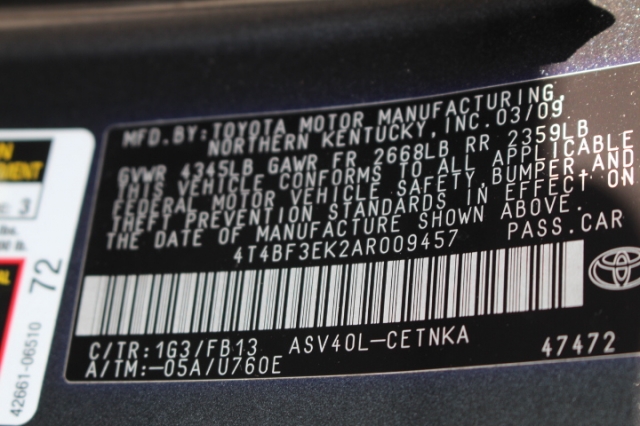 MFD.BY:TOYOTA MOTOR MANUFACTURING,
NORTHERN KENTUCKY,INC.03/09
GVWR 4345LB GAWR FR 2668LB RR 2359LB
THIS VEHICLE CONFORMS TO ALL APPLICABLE
FEDERAL MOTOR VEHICLE SAFETY,BUMPER,AND
THEFT PREVENTION STANDARDS IN EFFECT ON
THE DATE OF MANUFACTURE SHOWN ABOVE.
4T4BF3EK2AR009457 PASS.CAR
C/TR:1G3/FB13 ASV40L-CETNKA
A/TM:-05A/U760E 47472
3
72
42661-06510